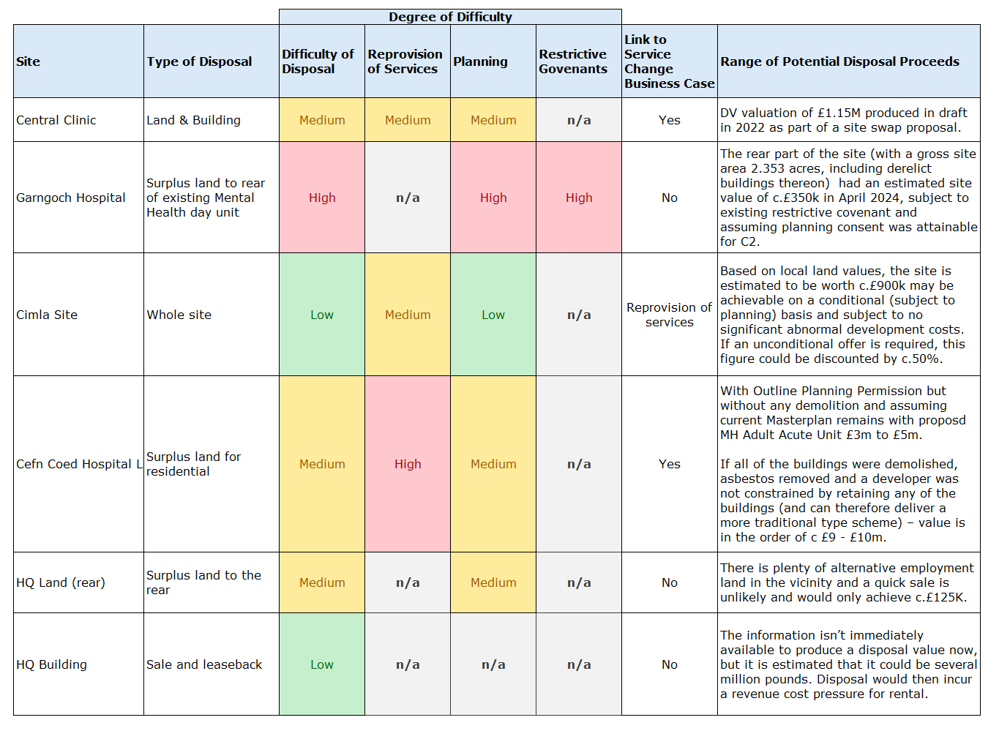 Degree of Difficulty
Site
Type of Disposal
Difficulty of
Disposal
Reprovision
of Services
Planning
Restrictive
Govenants
Link to
Service
Change
Business Case
Range of Potential Disposal Proceeds
Central Clinic
Land & Building
Medium
Medium
Medium
n/a
Yes
DV valuation of £1.15M produced in draft
in 2022 as part of a site swap proposal.
Garngoch Hospital
Surplus land to rear
of existing Mental
Health day unit
High
n/a
High
High
No
The rear part of the site (with a gross site
area 2.353 acres, including derelict
buildings thereon)  had an estimated site
value of c.£350k in April 2024, subject to
existing restrictive covenant and
assuming planning consent was attainable
for C2.
Cimla Site
Whole site
Low
Medium
Low
n/a
Reprovision of
services
Based on local land values, the site is
estimated to be worth c.£900k may be
achievable on a conditional (subject to
planning) basis and subject to no
significant abnormal development costs.
If an unconditional offer is required, this
figure could be discounted by c.50%.
Cefn Coed Hospital L
Surplus land for
residential
Medium
High
Medium
n/a
Yes
With Outline Planning Permission but
without any demolition and assuming
current Masterplan remains with proposd
MH Adult Acute Unit £3m to £5m.
If all of the buildings were demolished,
asbestos removed and a developer was
not constrained by retaining any of the
buildings (and can therefore deliver a
more traditional type scheme) – value is
in the order of c £9 - £10m.
HQ Land (rear)
Surplus land to the
rear
Medium
n/a
Medium
n/a
No
There is plenty of alternative employment
land in the vicinity and a quick sale is
unlikely and would only achieve c.£125K.
HQ Building
Sale and leaseback
Low
n/a
n/a
n/a
No
The information isn’t immediately
available to produce a disposal value now,
but it is estimated that it could be several
million pounds. Disposal would then incur
a revenue cost pressure for rental.